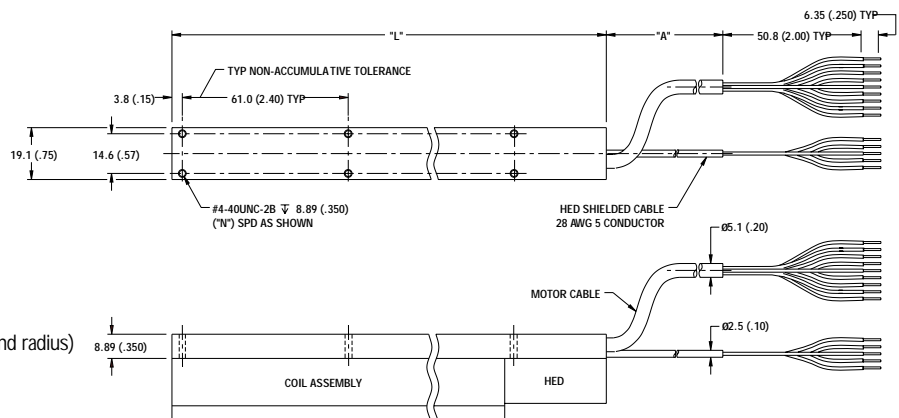 6.35 (.250) TYP
"L"
"A"
50.8 (2.00) TYP
TYP NON-ACCUMULATIVE TOLERANCE
3.8 (.15)
61.0 (2.40) TYP
19.1 (.75)
14.6 (.57)
#4-40UNC-2B ↧ 8.89 (.350)
("N") SPD AS SHOWN
HED SHIELDED CABLE
28 AWG 5 CONDUCTOR
Ø5.1 (.20)
MOTOR CABLE
nd radius)
8.89 (.350)
Ø2.5 (.10)
COIL ASSEMBLY
HED